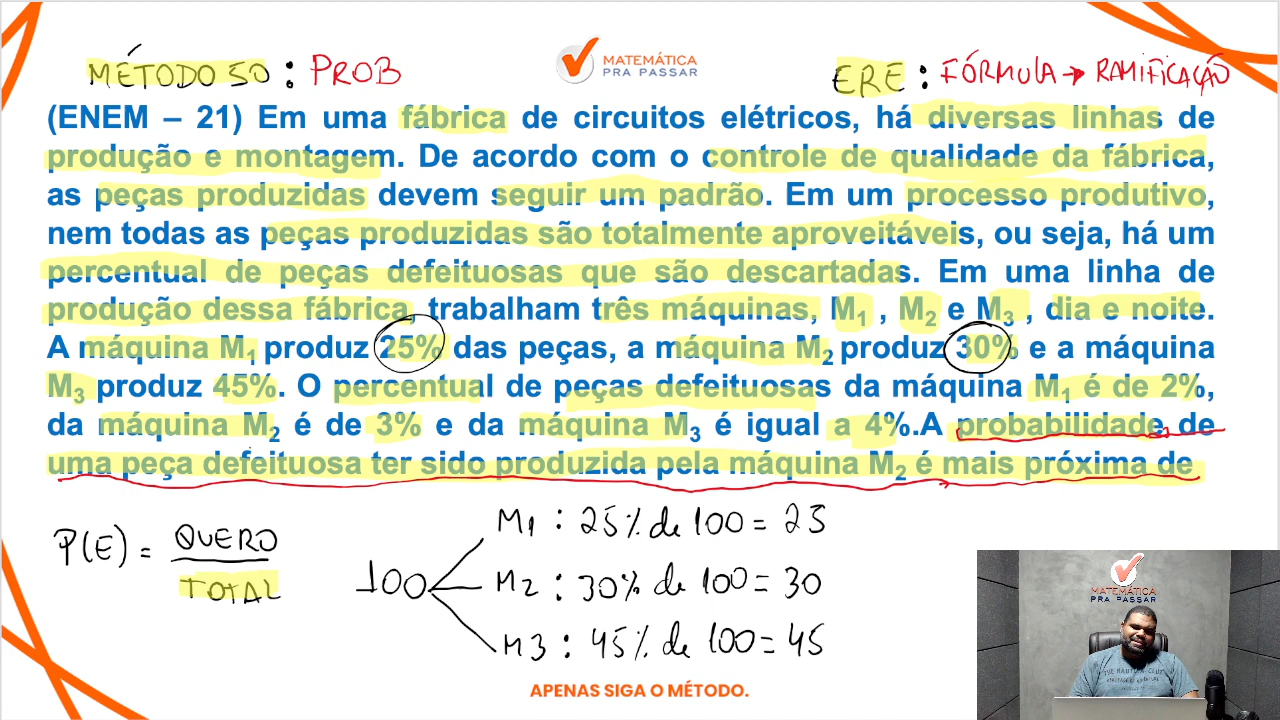 MÉTODO 50 : PROB
MATEMÁTICA
PRA PASSAR
ERE : FÓRMULA → RAMIFICAÇÃO
(ENEM – 21) Em uma fábrica de circuitos elétricos, há diversas linhas de
produção e montagem. De acordo com o controle de qualidade da fábrica,
as peças produzidas devem seguir um padrão. Em um processo produtivo,
nem todas as peças produzidas são totalmente aproveitáveis, ou seja, há um
percentual de peças defeituosas que são descartadas. Em uma linha de
produção dessa fábrica, trabalham três máquinas, M₁ , M₂ e M₃ , dia e noite.
A máquina M₁ produz 25% das peças, a máquina M₂ produz 30% e a máquina
M₃ produz 45%. O percentual de peças defeituosas da máquina M₁ é de 2%,
da máquina M₂ é de 3% e da máquina M₃ é igual a 4%.A probabilidade de
uma peça defeituosa ter sido produzida pela máquina M₂ é mais próxima de
P(E) = QUERO
TOTAL
100
M1 : 25% de 100 = 25
M2 : 30% de 100 = 30
M3 : 45% de 100 = 45
MATEMÁTICA
PRA PASSAR
APENAS SIGA O MÉTODO.